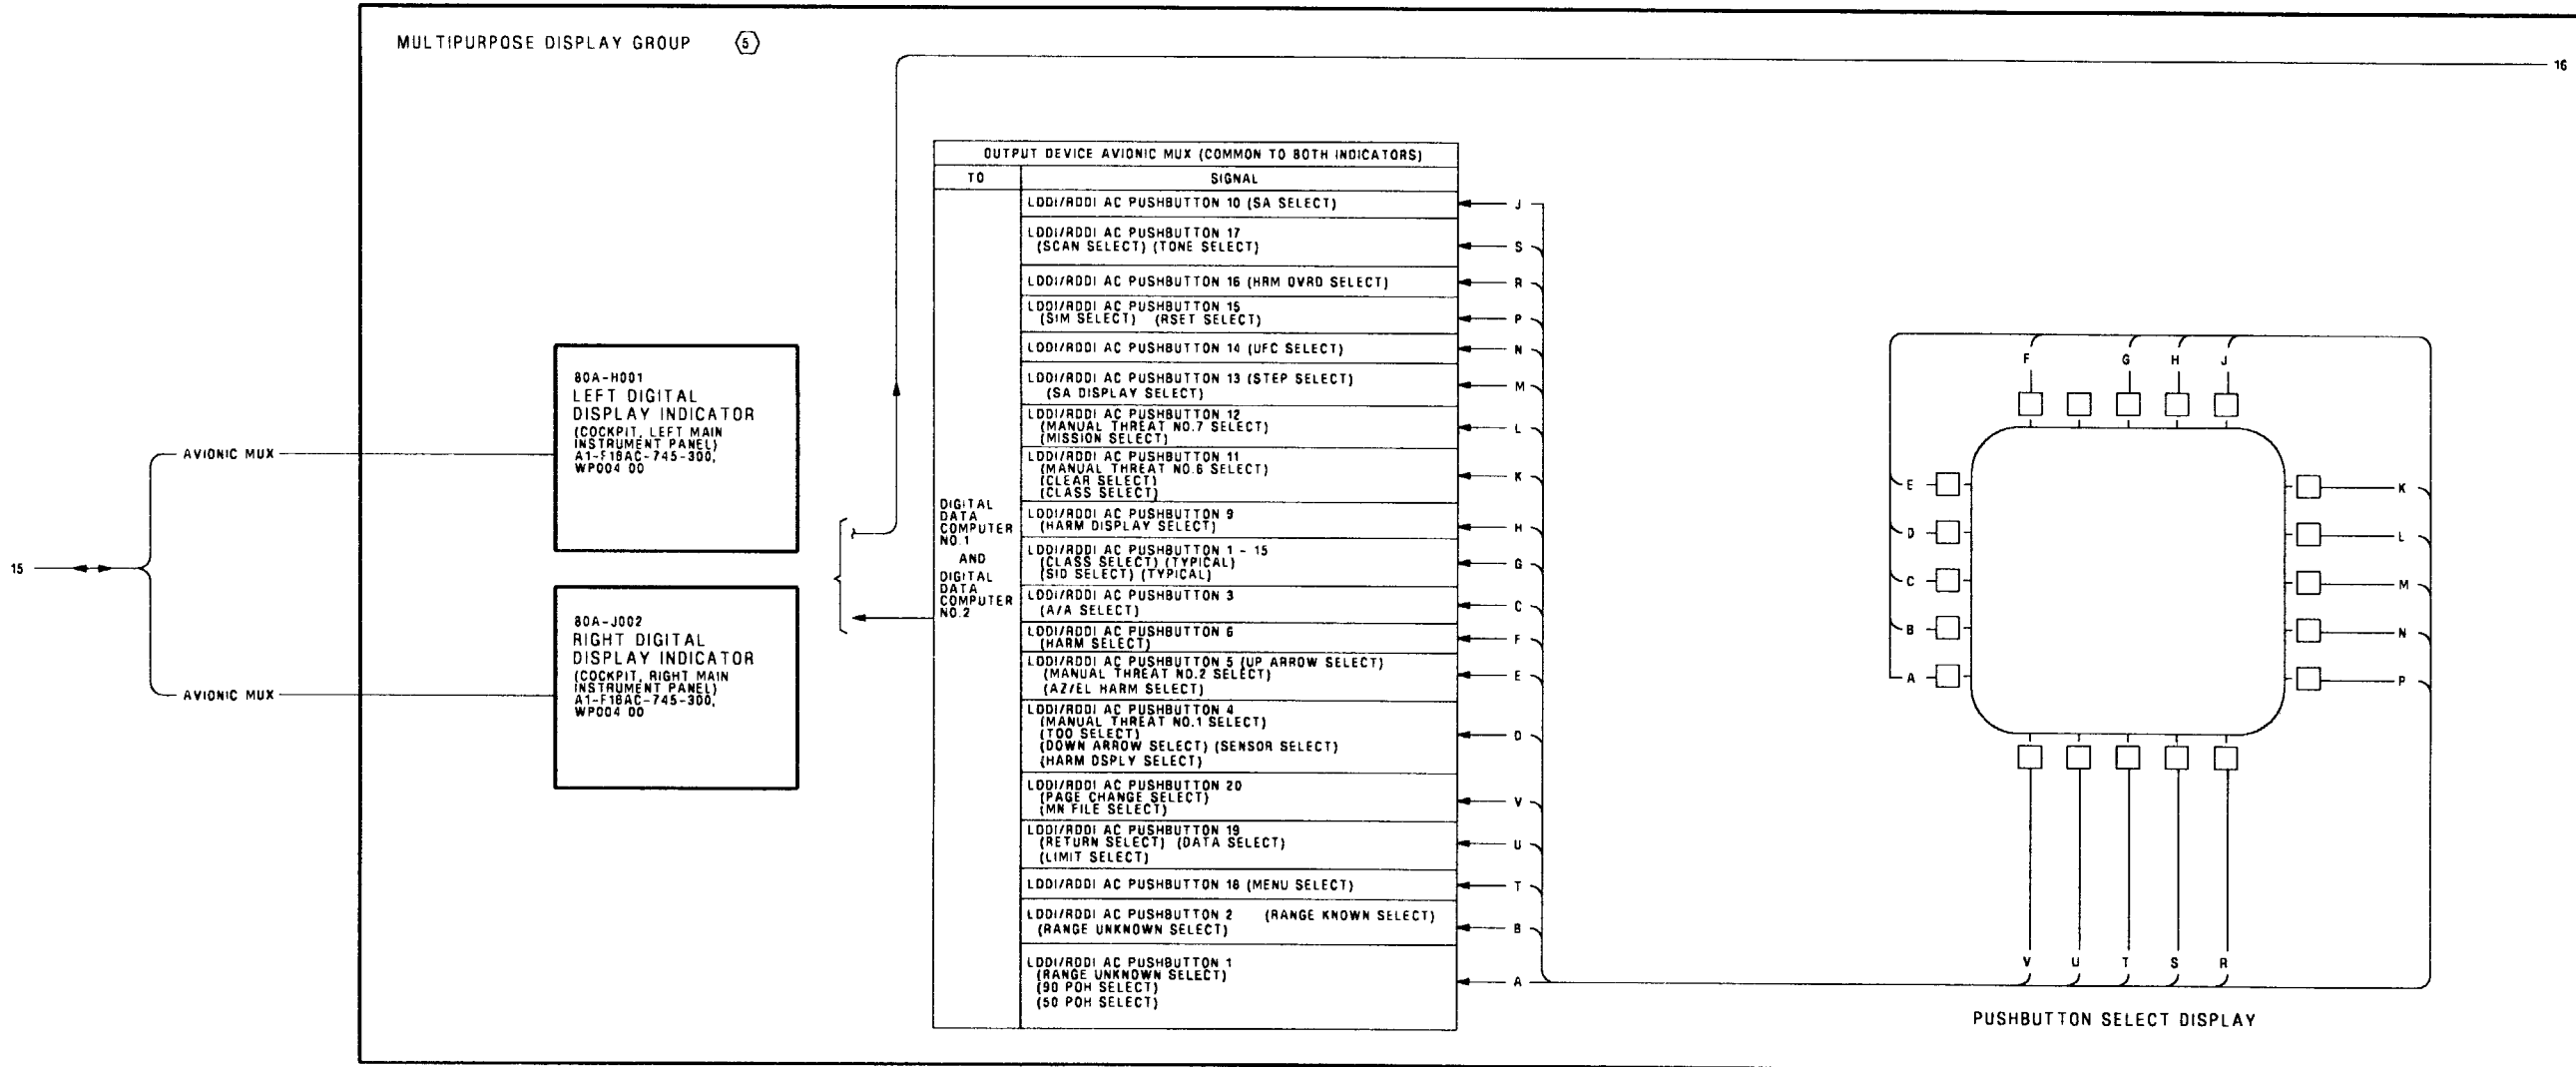 MULTIPURPOSE DISPLAY GROUP 5
16
OUTPUT DEVICE AVIONIC MUX (COMMON TO BOTH INDICATORS)
TO
SIGNAL
LDDI/RDDI AC PUSHBUTTON 10 (SA SELECT)
J
LDDI/RDDI AC PUSHBUTTON 17
(SCAN SELECT) (TONE SELECT)
S
LDDI/RDDI AC PUSHBUTTON 16 (HRM OVRD SELECT)
R
LDDI/RDDI AC PUSHBUTTON 15
(SIM SELECT) (RSET SELECT)
P
LDDI/RDDI AC PUSHBUTTON 14 (UFC SELECT)
N
LDDI/RDDI AC PUSHBUTTON 13 (STEP SELECT)
(SA DISPLAY SELECT)
M
LDDI/RDDI AC PUSHBUTTON 12
(MANUAL THREAT NO.7 SELECT)
(MISSION SELECT)
L
LDDI/RDDI AC PUSHBUTTON 11
(MANUAL THREAT NO.6 SELECT)
(CLEAR SELECT)
(CLASS SELECT)
K
LDDI/RDDI AC PUSHBUTTON 9
(HARM DISPLAY SELECT)
H
LDDI/RDDI AC PUSHBUTTON 1 - 15
(CLASS SELECT) (TYPICAL)
(SID SELECT) (TYPICAL)
G
LDDI/RDDI AC PUSHBUTTON 3
(A/A SELECT)
C
LDDI/RDDI AC PUSHBUTTON 6
(HARM SELECT)
F
LDDI/RDDI AC PUSHBUTTON 5 (UP ARROW SELECT)
(MANUAL THREAT NO.2 SELECT)
(AZ/EL HARM SELECT)
E
LDDI/RDDI AC PUSHBUTTON 4
(MANUAL THREAT NO.1 SELECT)
(TOO SELECT)
(DOWN ARROW SELECT) (SENSOR SELECT)
(HARM DSPLY SELECT)
D
LDDI/RDDI AC PUSHBUTTON 20
(PAGE CHANGE SELECT)
(MN FILE SELECT)
V
LDDI/RDDI AC PUSHBUTTON 19
(RETURN SELECT) (DATA SELECT)
(LIMIT SELECT)
U
LDDI/RDDI AC PUSHBUTTON 18 (MENU SELECT)
T
LDDI/RDDI AC PUSHBUTTON 2 (RANGE KNOWN SELECT)
(RANGE UNKNOWN SELECT)
B
LDDI/RDDI AC PUSHBUTTON 1
(RANGE UNKNOWN SELECT)
(90 POH SELECT)
(50 POH SELECT)
A
DIGITAL
DATA
COMPUTER
NO.1
AND
DIGITAL
DATA
COMPUTER
NO.2
80A-H001
LEFT DIGITAL
DISPLAY INDICATOR
(COCKPIT, LEFT MAIN
INSTRUMENT PANEL)
A1-F18AC-745-300,
WP004 00
AVIONIC MUX
15
80A-J002
RIGHT DIGITAL
DISPLAY INDICATOR
(COCKPIT, RIGHT MAIN
INSTRUMENT PANEL)
A1-F18AC-745-300,
WP004 00
AVIONIC MUX
F G H J
E
D
C
B
A
K
L
M
N
P
V U T S R
PUSHBUTTON SELECT DISPLAY